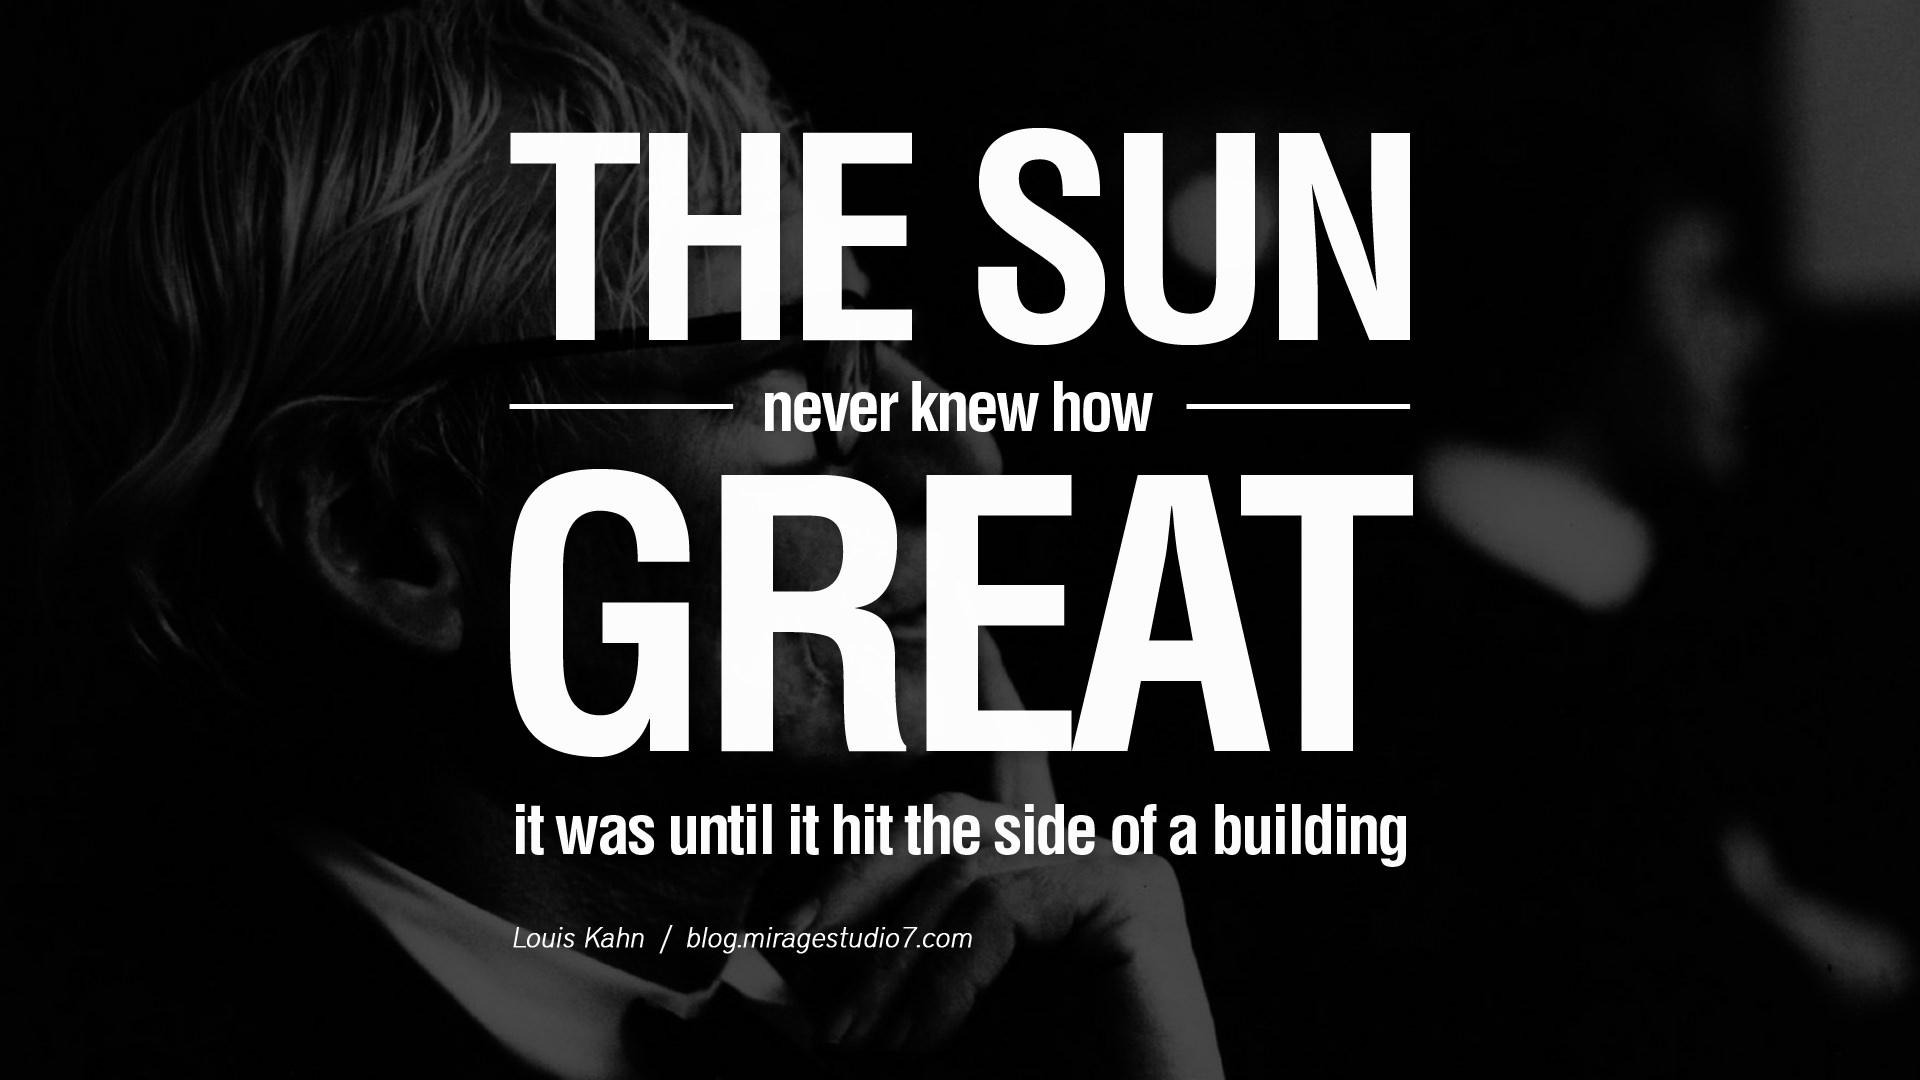 THE SUN
never knew how
GREAT
it was until it hit the side of a building
Louis Kahn / blog.miragestudio7.com